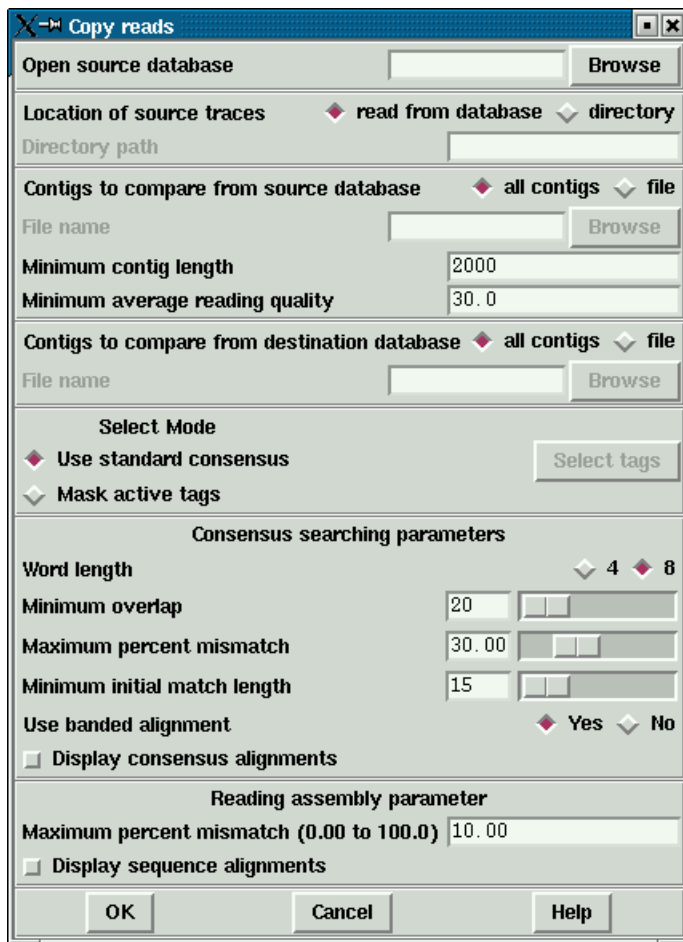 Copy reads
Open source database Browse
Location of source traces read from database directory
Directory path
Contigs to compare from source database all contigs file
File name Browse
Minimum contig length 2000
Minimum average reading quality 30.0
Contigs to compare from destination database all contigs file
File name Browse
Select Mode
Use standard consensus Select tags
Mask active tags
Consensus searching parameters
Word length 4 8
Minimum overlap 20
Maximum percent mismatch 30.00
Minimum initial match length 15
Use banded alignment Yes No
Display consensus alignments
Reading assembly parameter
Maximum percent mismatch (0.00 to 100.0) 10.00
Display sequence alignments
OK Cancel Help